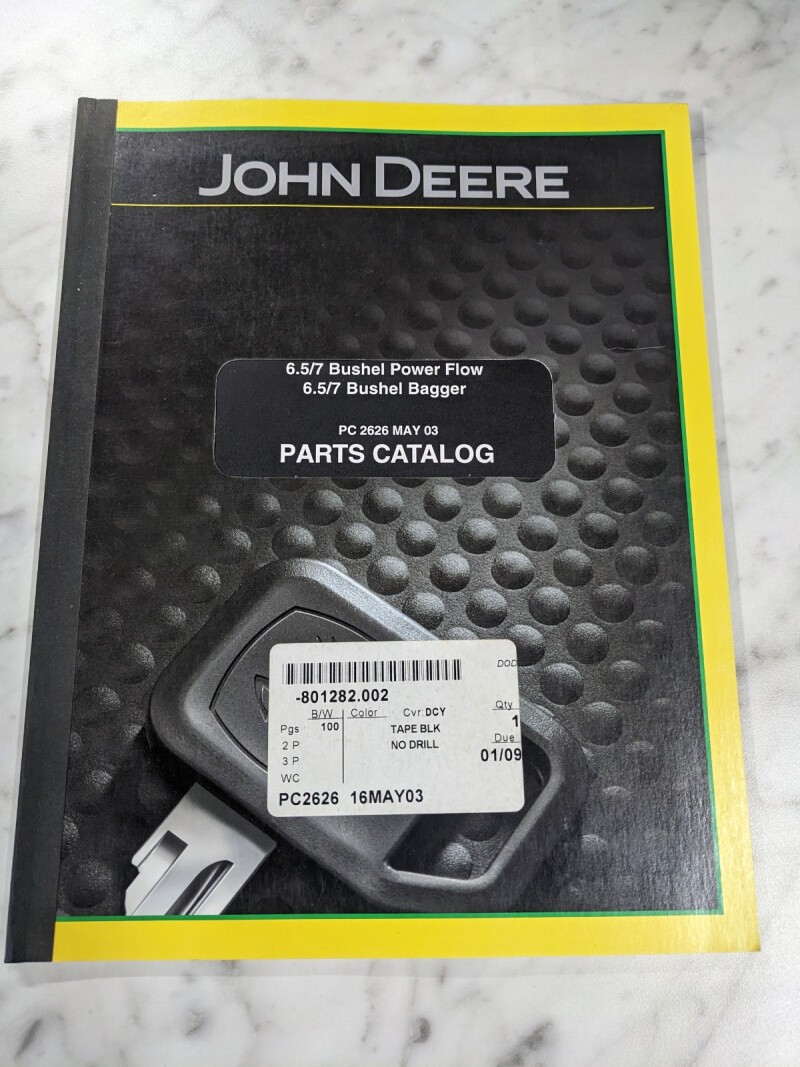 JOHN DEERE
6.5/7 Bushel Power Flow
6.5/7 Bushel Bagger
PC 2626 MAY 03
PARTS CATALOG
DOD
-801282.002
B/W Color Cvr:DCY Qty
Pgs 100 TAPE BLK 1
2 P NO DRILL Due
3 P 01/09
WC
PC2626 16MAY03